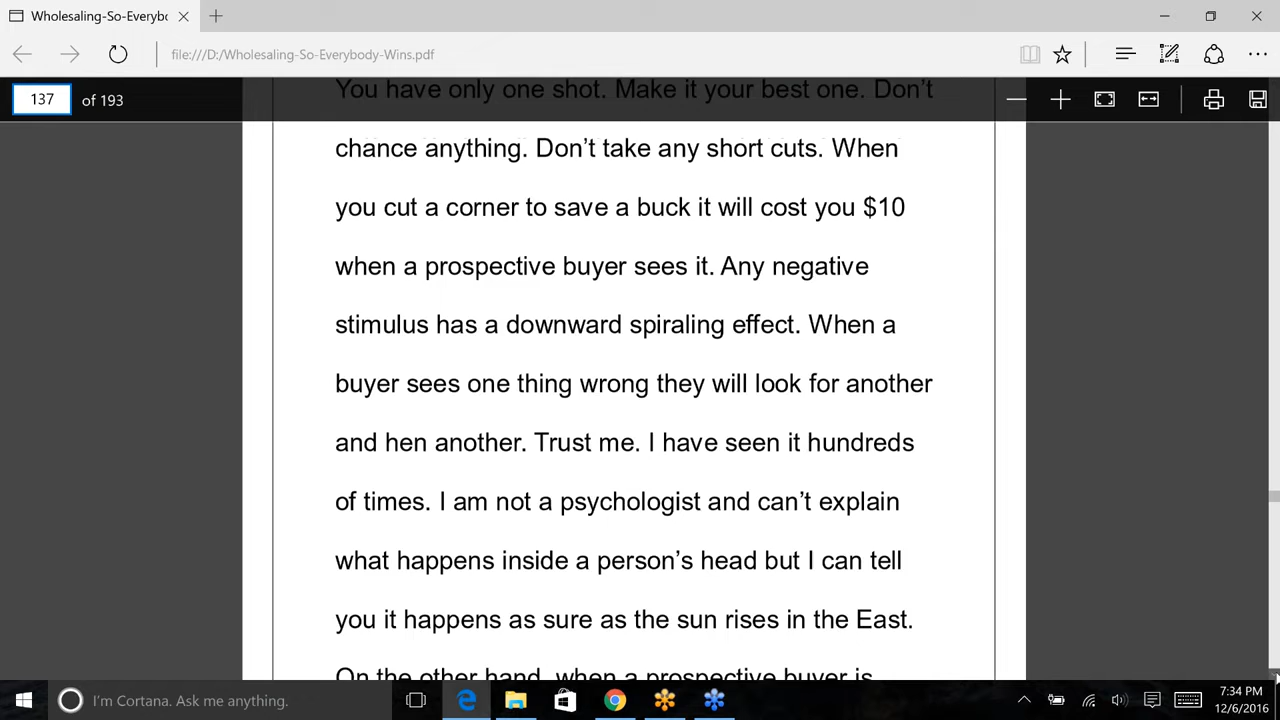 Wholesaling-So-Everybo
file:///D:/Wholesaling-So-Everybody-Wins.pdf
137 of 193
You have only one shot. Make it your best one. Don’t
chance anything. Don’t take any short cuts. When
you cut a corner to save a buck it will cost you $10
when a prospective buyer sees it. Any negative
stimulus has a downward spiraling effect. When a
buyer sees one thing wrong they will look for another
and hen another. Trust me. I have seen it hundreds
of times. I am not a psychologist and can’t explain
what happens inside a person’s head but I can tell
you it happens as sure as the sun rises in the East.
On the other hand, when a prospective buyer is
I'm Cortana. Ask me anything.
7:34 PM
12/6/2016